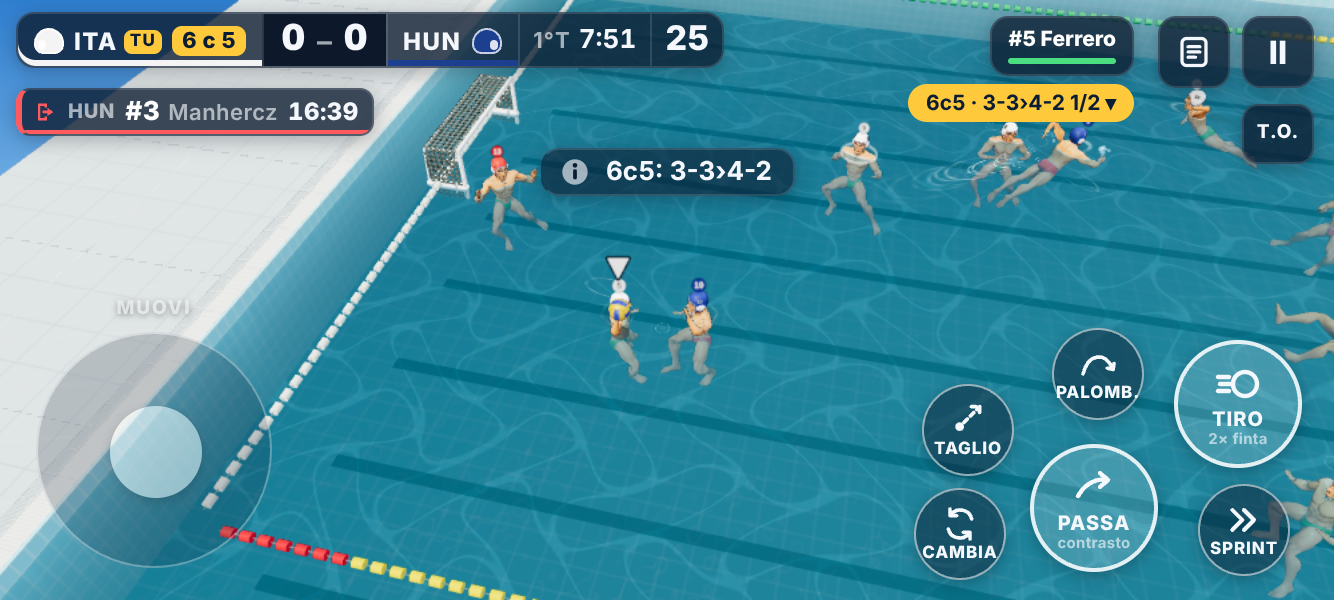 ITA TU 6 c 5 0 – 0 HUN 1°T 7:51 25
#5 Ferrero
HUN #3 Manhercz 16:39
6c5 · 3-3›4-2 1/2 ▾
T.O.
6c5: 3-3›4-2
13
10
MUOVI
PALOMB.
TIRO
2× finta
TAGLIO
PASSA
contrasto
CAMBIA
SPRINT